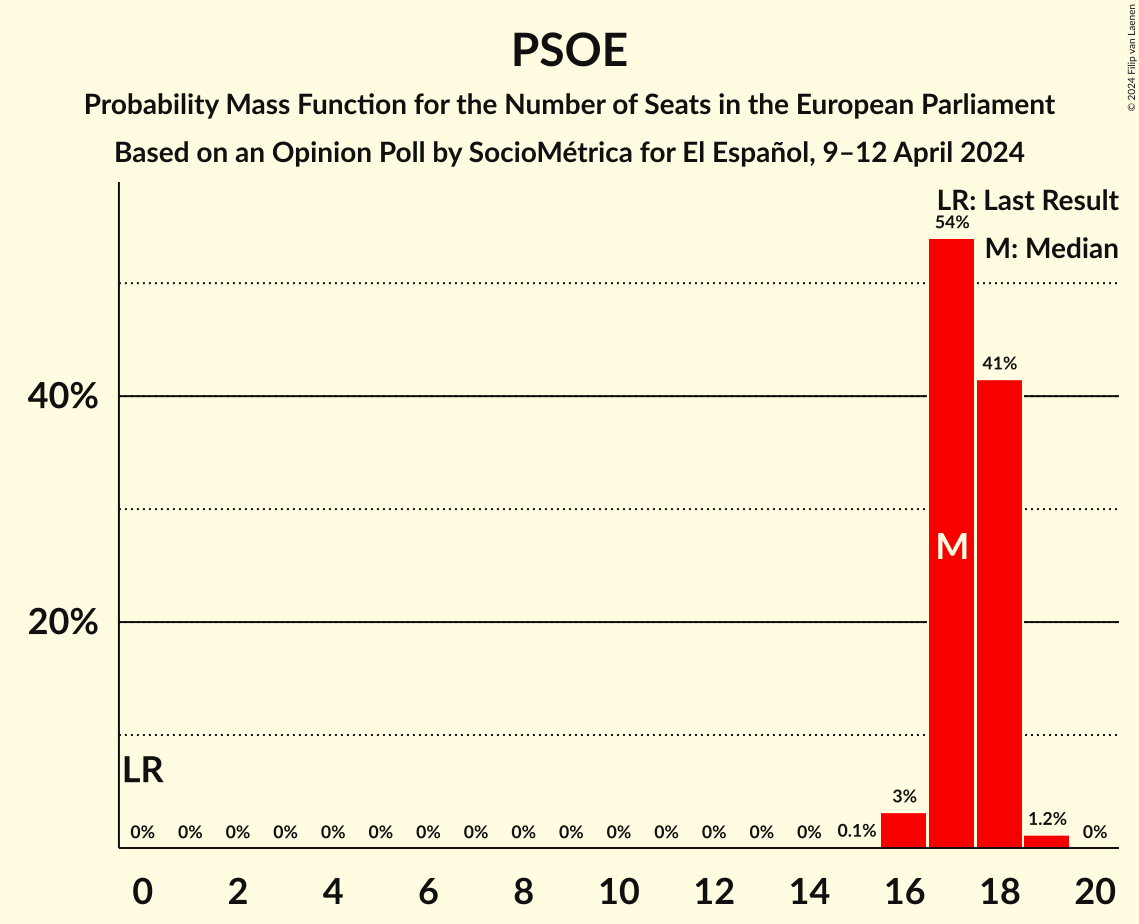 PSOE
Probability Mass Function for the Number of Seats in the European Parliament
Based on an Opinion Poll by SocioMétrica for El Español, 9–12 April 2024
© 2024 Filip van Laenen
LR: Last Result
M: Median
54%
41%
40%
M
20%
LR
3%
1.2%
0% 0% 0% 0% 0% 0% 0% 0% 0% 0% 0% 0% 0% 0% 0% 0.1% 0%
0 2 4 6 8 10 12 14 16 18 20